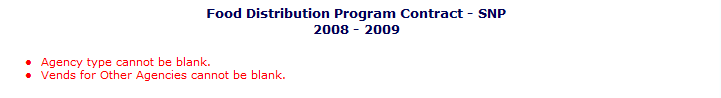 Food Distribution Program Contract - SNP
2008 - 2009
• Agency type cannot be blank.
• Vends for Other Agencies cannot be blank.